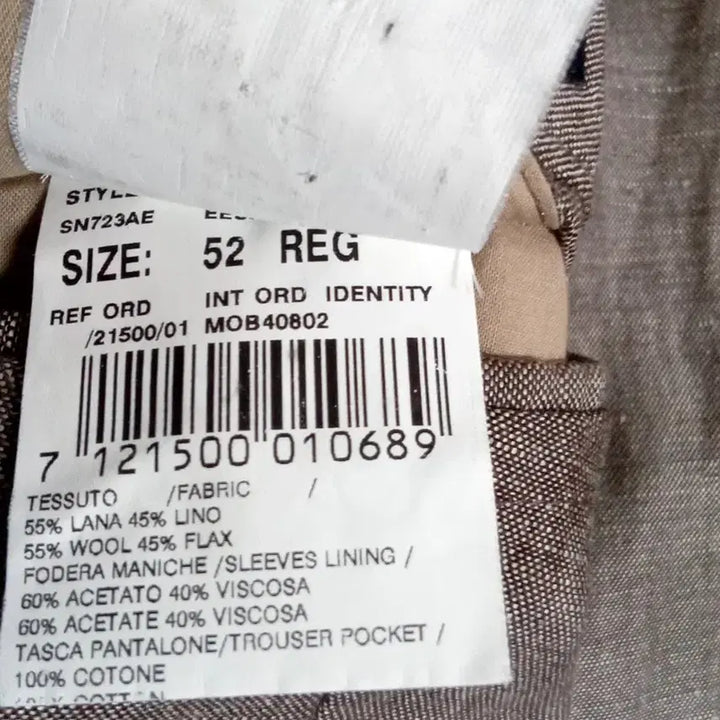 STYLE
SN723AE
SIZE: 52 REG
REF ORD INT ORD IDENTITY
/21500/01 MOB40802
7 121500 010689
TESSUTO /FABRIC /
55% LANA 45% LINO
55% WOOL 45% FLAX
FODERA MANICHE /SLEEVES LINING /
60% ACETATO 40% VISCOSA
60% ACETATE 40% VISCOSA
TASCA PANTALONE/TROUSER POCKET /
100% COTONE